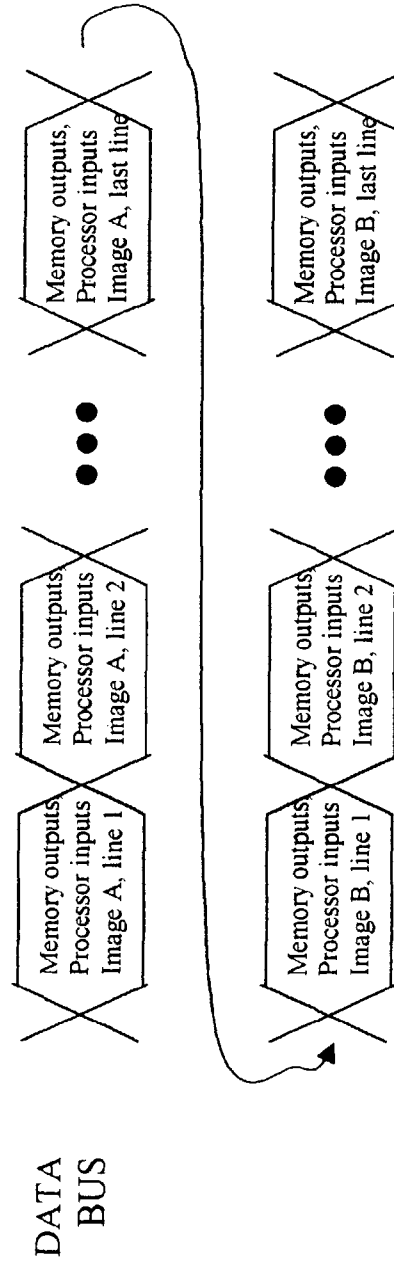 DATA
BUS
Memory outputs,
Processor inputs
Image A, line 1
Memory outputs,
Processor inputs
Image A, line 2
Memory outputs,
Processor inputs
Image A, last line
Memory outputs,
Processor inputs
Image B, line 1
Memory outputs,
Processor inputs
Image B, line 2
Memory outputs,
Processor inputs
Image B, last line